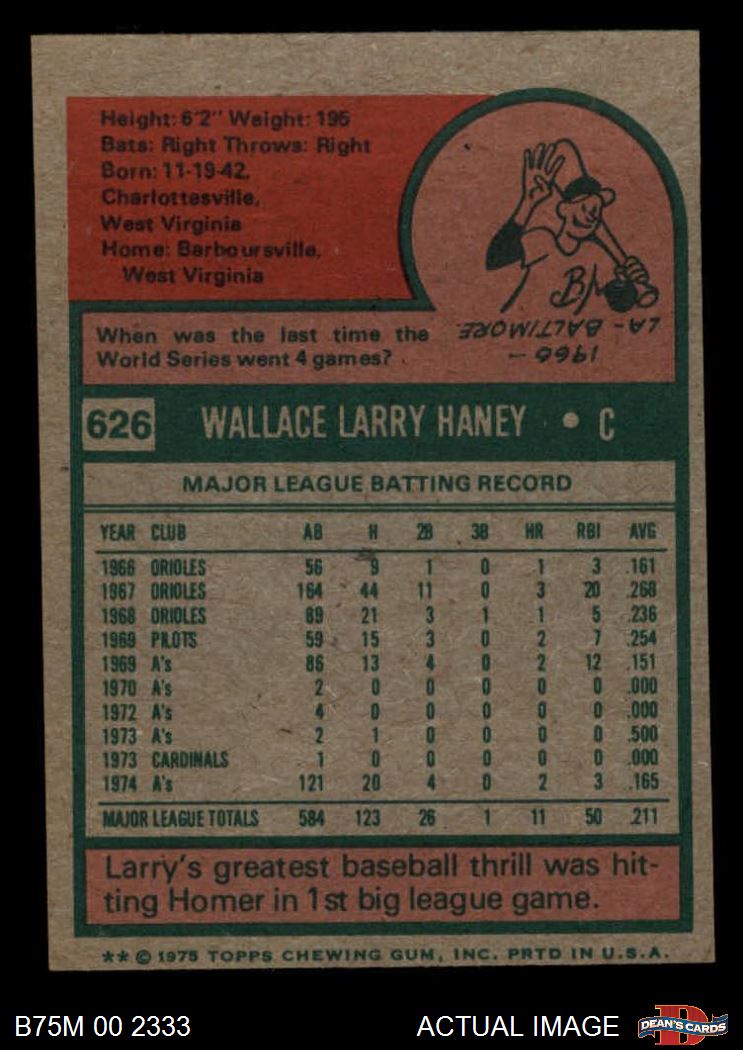 Height: 6'2" Weight: 195
Bats: Right Throws: Right
Born: 11-19-42,
Charlottesville,
West Virginia
Home: Barboursville,
West Virginia
B
When was the last time the
World Series went 4 games?
1966 -
LA - BALTIMORE.
626 WALLACE LARRY HANEY • C
MAJOR LEAGUE BATTING RECORD
YEAR CLUB AB H 2B 3B HR RBI AVG
1966 ORIOLES 56 9 1 0 1 3 .161
1967 ORIOLES 164 44 11 0 3 20 .268
1968 ORIOLES 89 21 3 1 1 5 .236
1969 PILOTS 59 15 3 0 2 7 .254
1969 A's 86 13 4 0 2 12 .151
1970 A's 2 0 0 0 0 0 .000
1972 A's 4 0 0 0 0 0 .000
1973 A's 2 1 0 0 0 0 .500
1973 CARDINALS 1 0 0 0 0 0 .000
1974 A's 121 20 4 0 2 3 .165
MAJOR LEAGUE TOTALS 584 123 26 1 11 50 .211
Larry's greatest baseball thrill was hit-
ting Homer in 1st big league game.
** © 1975 TOPPS CHEWING GUM, INC. PRTD IN U.S.A.
B75M 00 2333 ACTUAL IMAGE
D
DEAN'S CARDS